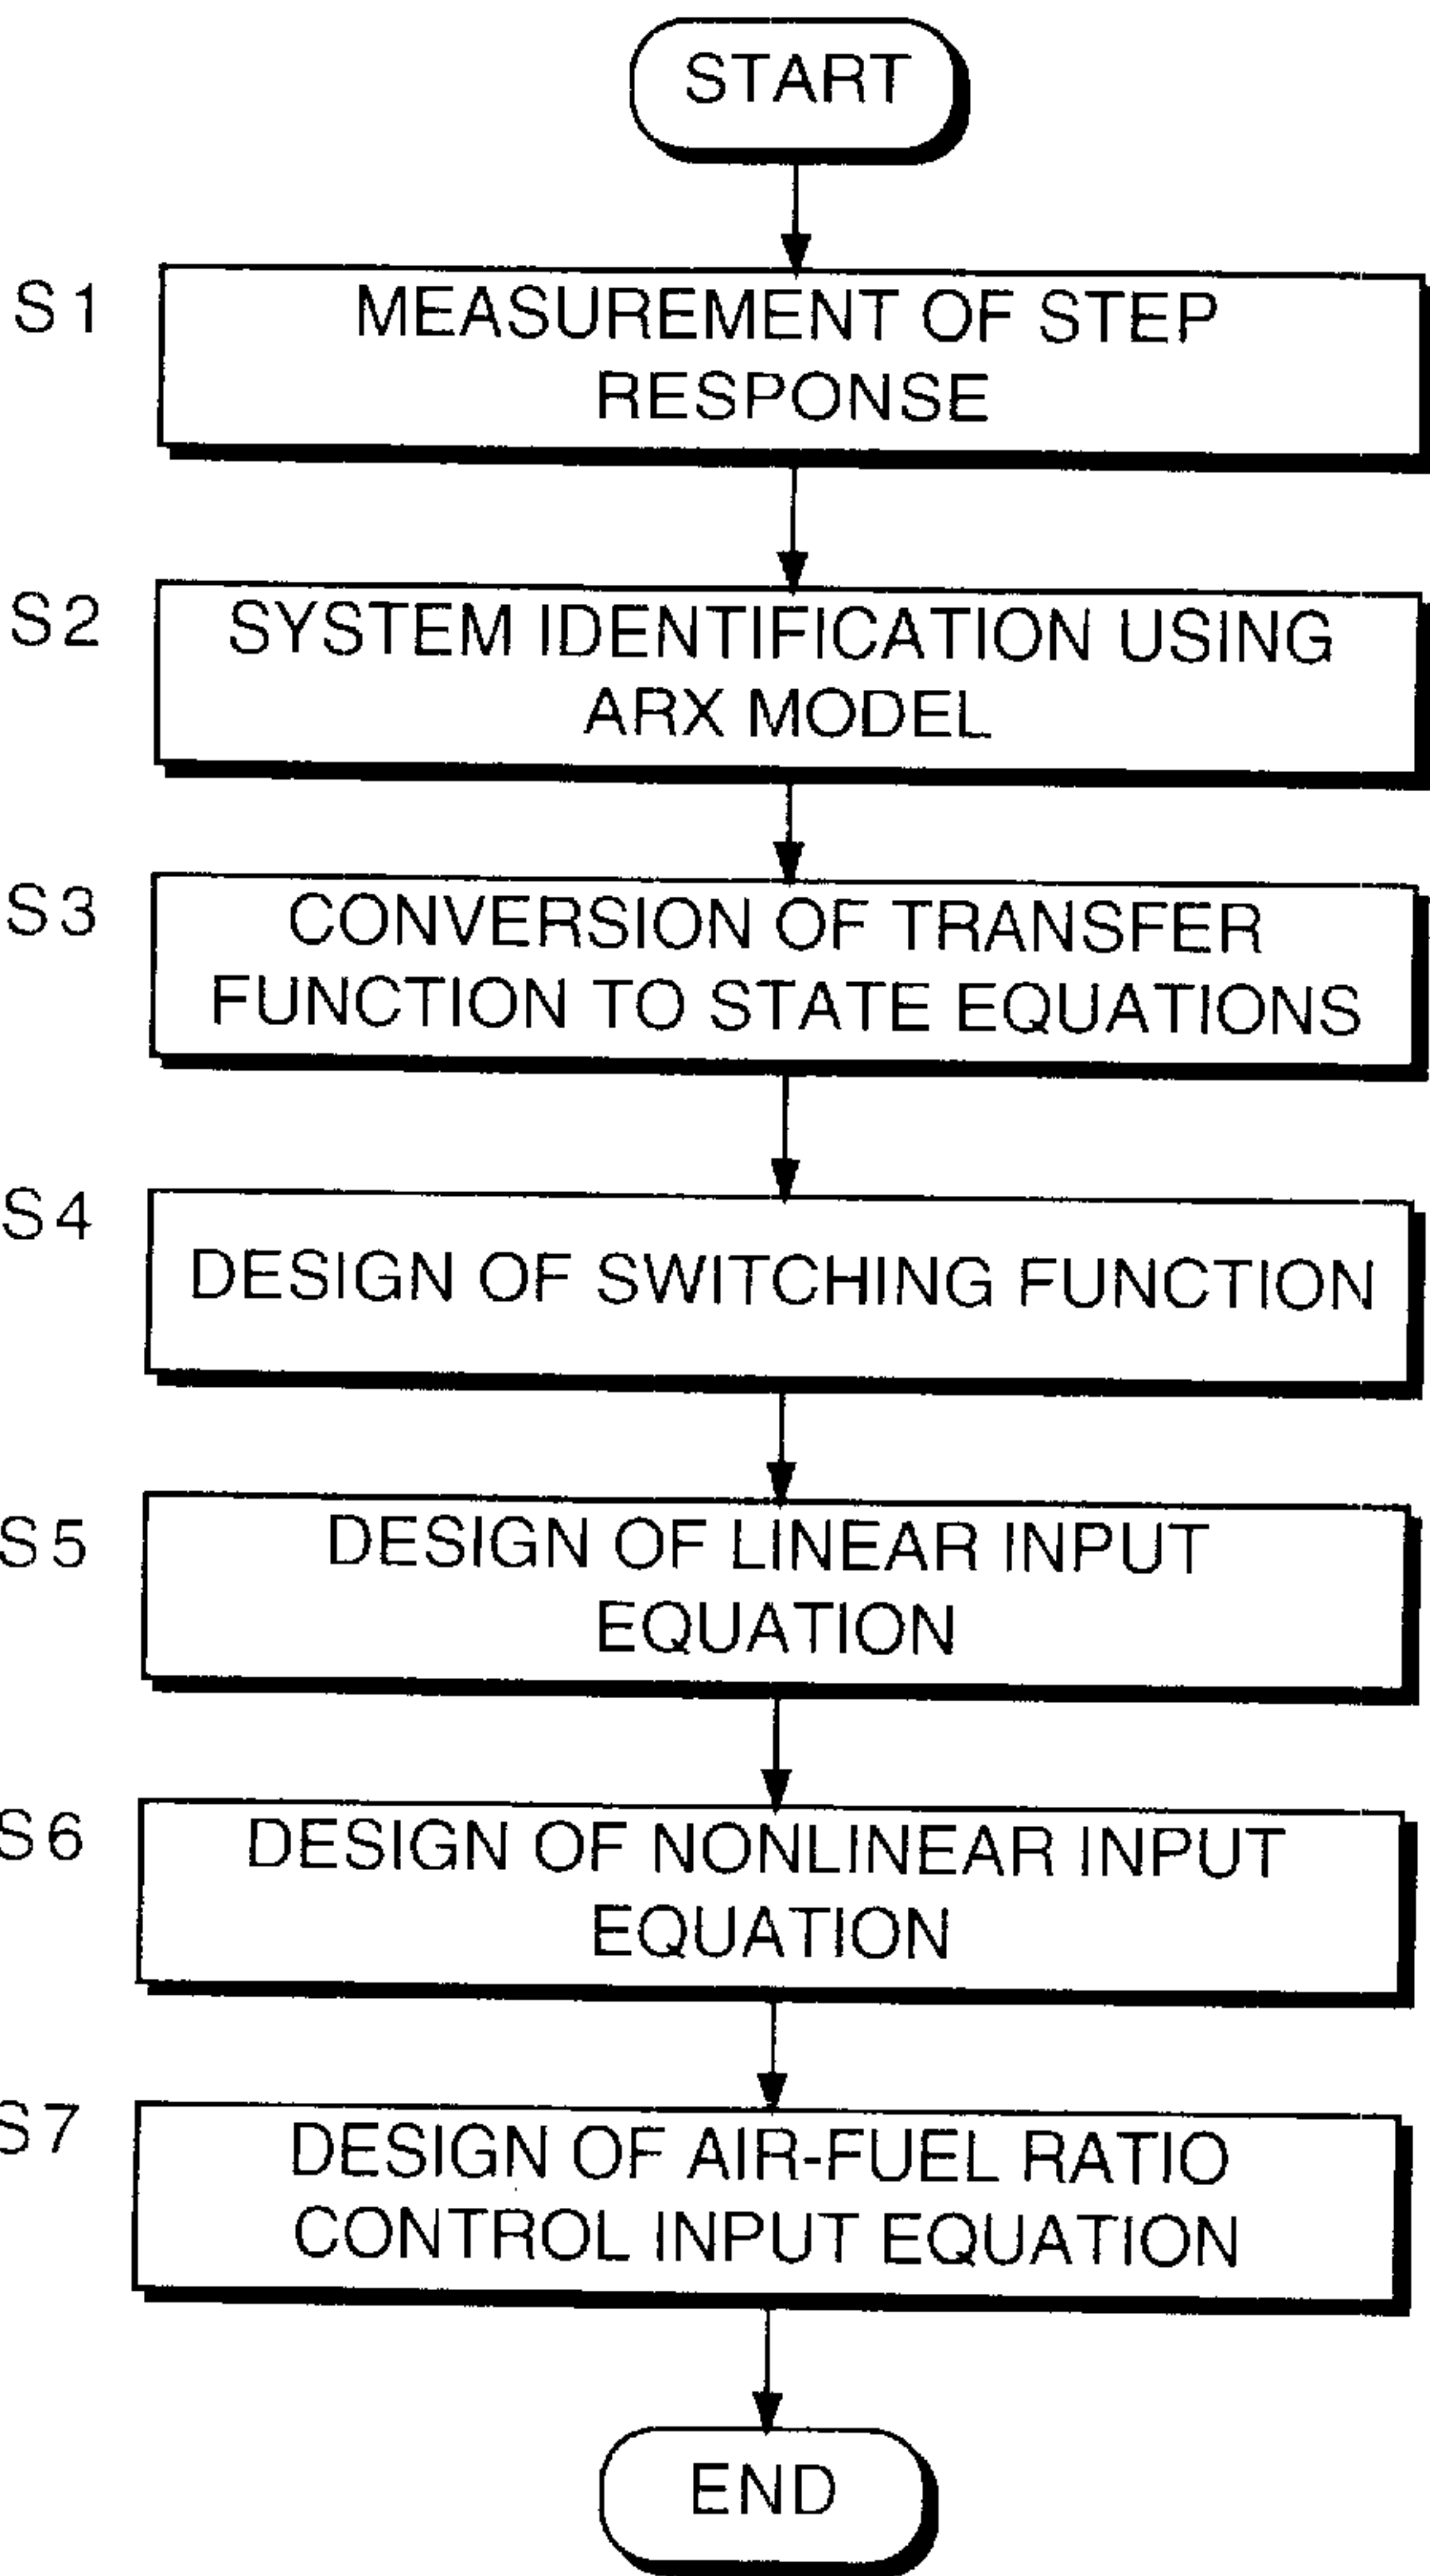 START
S1
MEASUREMENT OF STEP
RESPONSE
S2
SYSTEM IDENTIFICATION USING
ARX MODEL
S3
CONVERSION OF TRANSFER
FUNCTION TO STATE EQUATIONS
S4
DESIGN OF SWITCHING FUNCTION
S5
DESIGN OF LINEAR INPUT
EQUATION
S6
DESIGN OF NONLINEAR INPUT
EQUATION
S7
DESIGN OF AIR-FUEL RATIO
CONTROL INPUT EQUATION
END